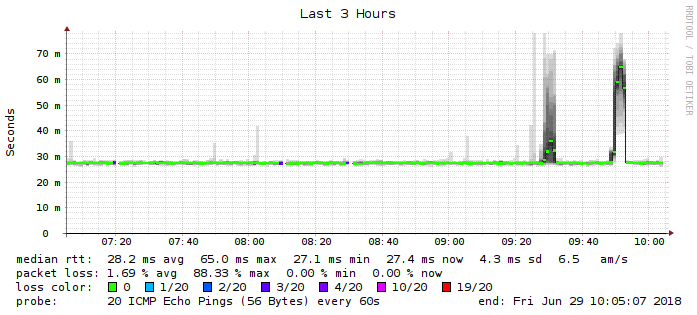 Last 3 Hours
RRDTOOL / TOBI OETIKER
Seconds
70 m
60 m
50 m
40 m
30 m
20 m
10 m
0
07:20 07:40 08:00 08:20 08:40 09:00 09:20 09:40 10:00
median rtt: 28.2 ms avg 65.0 ms max 27.1 ms min 27.4 ms now 4.3 ms sd 6.5 am/s
packet loss: 1.69 % avg 88.33 % max 0.00 % min 0.00 % now
loss color: 0 1/20 2/20 3/20 4/20 10/20 19/20
probe: 20 ICMP Echo Pings (56 Bytes) every 60s end: Fri Jun 29 10:05:07 2018